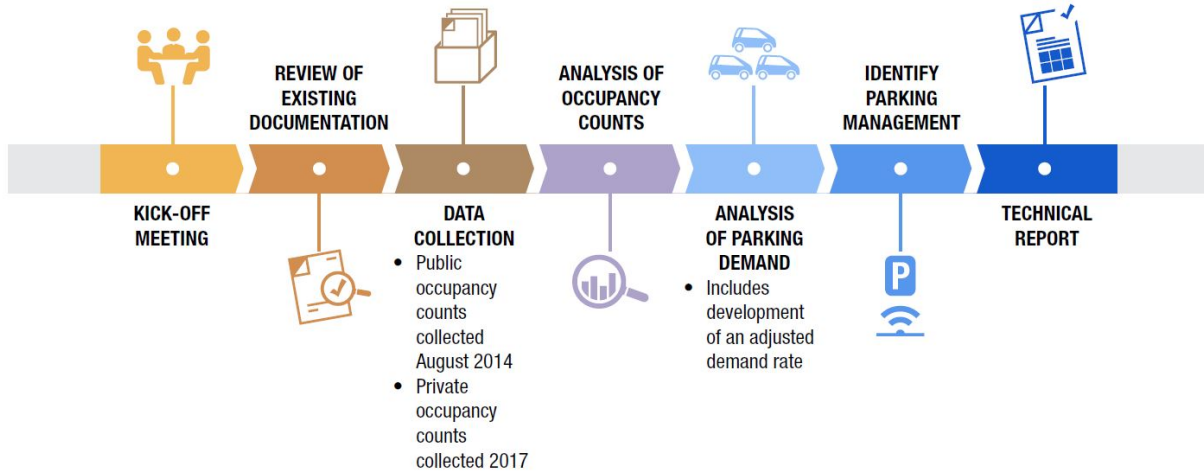 KICK-OFF
MEETING
REVIEW OF
EXISTING
DOCUMENTATION
DATA
COLLECTION
• Public
occupancy
counts
collected
August 2014
• Private
occupancy
counts
collected 2017
ANALYSIS OF
OCCUPANCY
COUNTS
ANALYSIS
OF PARKING
DEMAND
• Includes
development
of an adjusted
demand rate
IDENTIFY
PARKING
MANAGEMENT
P
TECHNICAL
REPORT